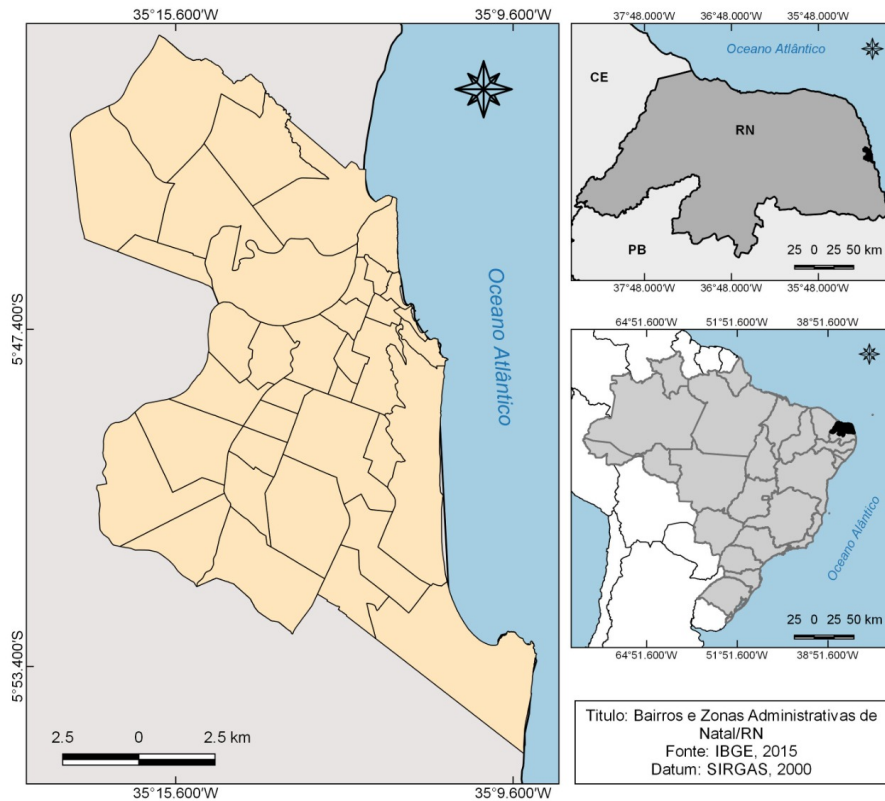 35°15.600'W
35°9.600'W
Oceano Atlântico
5°47.400'S
5°53.400'S
2.5 0 2.5 km
35°15.600'W
35°9.600'W
37°48.000'W
36°48.000'W
35°48.000'W
Oceano Atlântico
CE
RN
PB
25 0 25 50 km
37°48.000'W
36°48.000'W
35°48.000'W
64°51.600'W
51°51.600'W
38°51.600'W
Oceano Alântico
25 0 25 50 km
64°51.600'W
51°51.600'W
38°51.600'W
Titulo: Bairros e Zonas Administrativas de
Natal/RN
Fonte: IBGE, 2015
Datum: SIRGAS, 2000